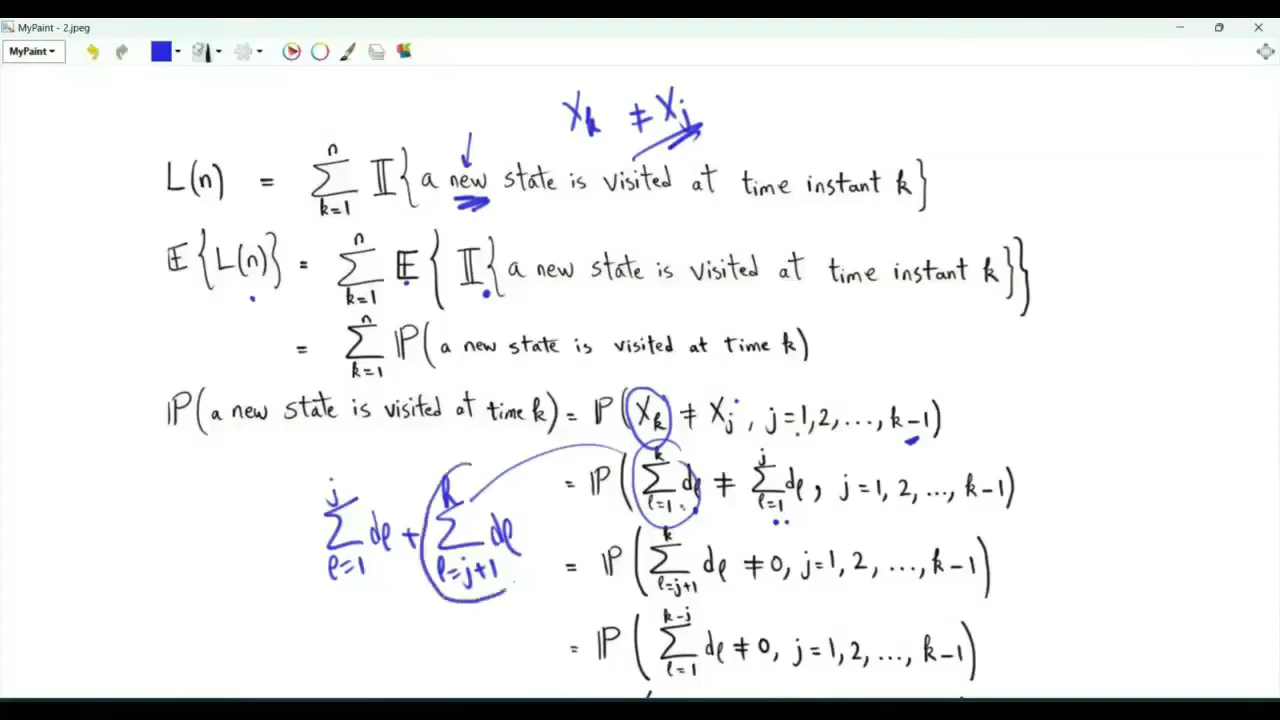 MyPaint - 2.jpeg
MyPaint
X_k ≠ X_j
L(n) = Σ_{k=1}^{n} 𝕀{a new state is visited at time instant k}
𝔼{L(n)} = Σ_{k=1}^{n} 𝔼{𝕀{a new state is visited at time instant k}}
= Σ_{k=1}^{n} ℙ(a new state is visited at time k)
ℙ(a new state is visited at time k) = ℙ(X_k ≠ X_j, j=1,2,...,k-1)
= ℙ(Σ_{l=1}^{k} d_l ≠ Σ_{l=1}^{j} d_l, j=1,2,...,k-1)
Σ_{l=1}^{j} d_l + Σ_{l=j+1}^{k} d_l
= ℙ(Σ_{l=j+1}^{k} d_l ≠ 0, j=1,2,...,k-1)
= ℙ(Σ_{l=1}^{k-j} d_l ≠ 0, j=1,2,...,k-1)